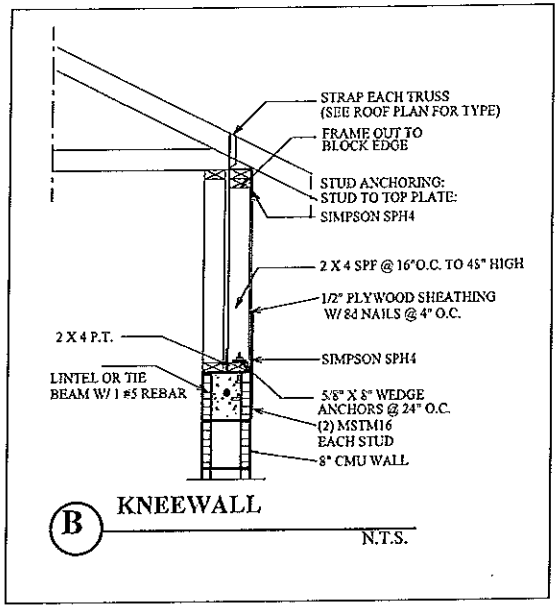 STRAP EACH TRUSS
(SEE ROOF PLAN FOR TYPE)
FRAME OUT TO
BLOCK EDGE
STUD ANCHORING:
STUD TO TOP PLATE:
SIMPSON SPH4
2 X 4 SPF @ 16" O.C. TO 48" HIGH
1/2" PLYWOOD SHEATHING
W/ 8d NAILS @ 4" O.C.
2 X 4 P.T.
SIMPSON SPH4
LINTEL OR TIE
BEAM W/ 1 #5 REBAR
5/8" X 8" WEDGE
ANCHORS @ 24" O.C.
(2) MSTM16
EACH STUD
8" CMU WALL
B KNEEWALL
N.T.S.